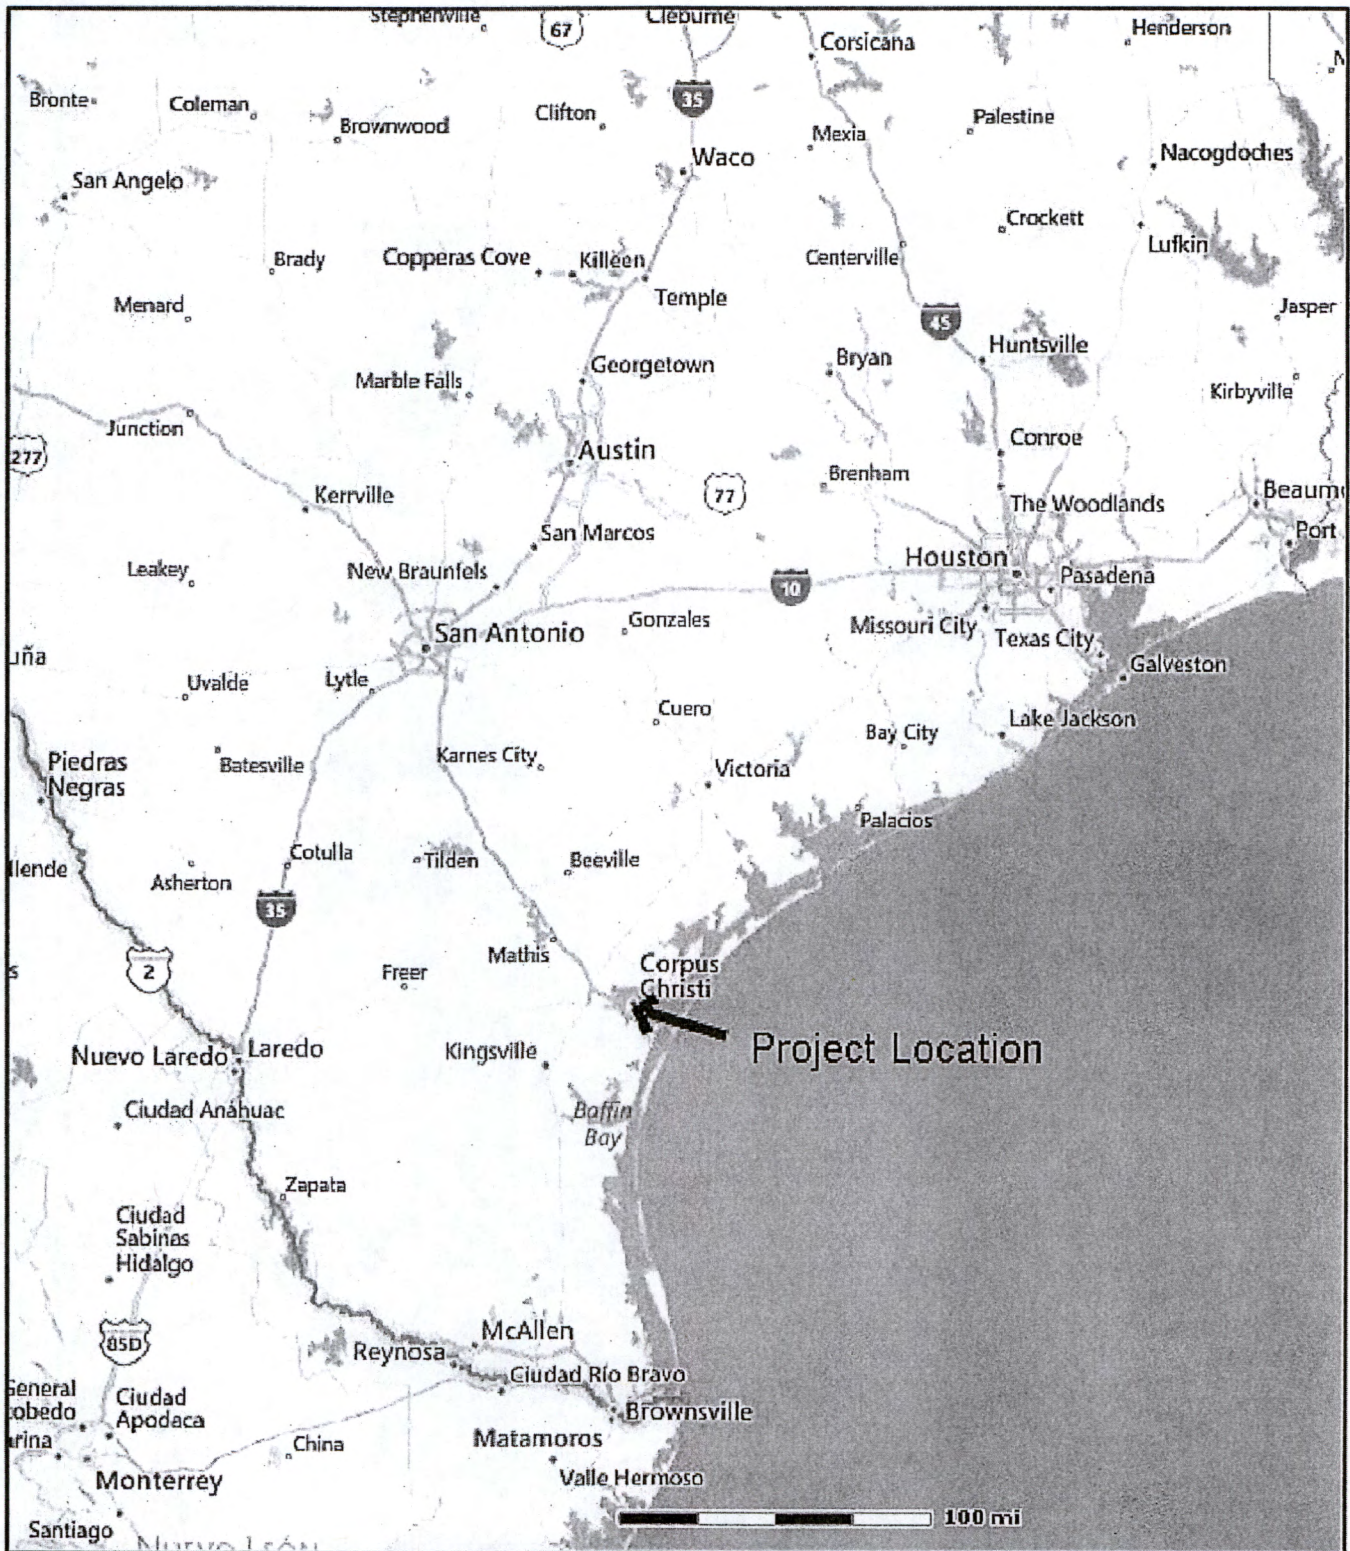 Stephenville
67
Cleburne
Corsicana
Henderson
Bronte
Coleman
Brownwood
Clifton
35
Mexia
Palestine
Waco
Nacogdoches
San Angelo
Crockett
Lufkin
Brady
Copperas Cove
Killeen
Centerville
Temple
Menard
45
Jasper
Huntsville
Bryan
Georgetown
Marble Falls
Kirbyville
Junction
277
Conroe
Austin
Brenham
77
Kerrville
The Woodlands
Beaumo
San Marcos
Port
Houston
Leakey
New Braunfels
10
Pasadena
San Antonio
Gonzales
Missouri City
Texas City
uña
Galveston
Uvalde
Lytle
Cuero
Lake Jackson
Bay City
Piedras
Negras
Batesville
Karnes City
Victoria
Palacios
llende
Asherton
Cotulla
Tilden
Beeville
35
Mathis
Corpus
Christi
2
s
Freer
Project Location
Nuevo Laredo
Laredo
Kingsville
Ciudad Anáhuac
Baffin
Bay
Zapata
Ciudad
Sabinas
Hidalgo
85D
McAllen
Reynosa
Ciudad Río Bravo
General
cobedo
Ciudad
Apodaca
Brownsville
arina
China
Matamoros
Monterrey
Valle Hermoso
100 mi
Santiago
Nuevo León